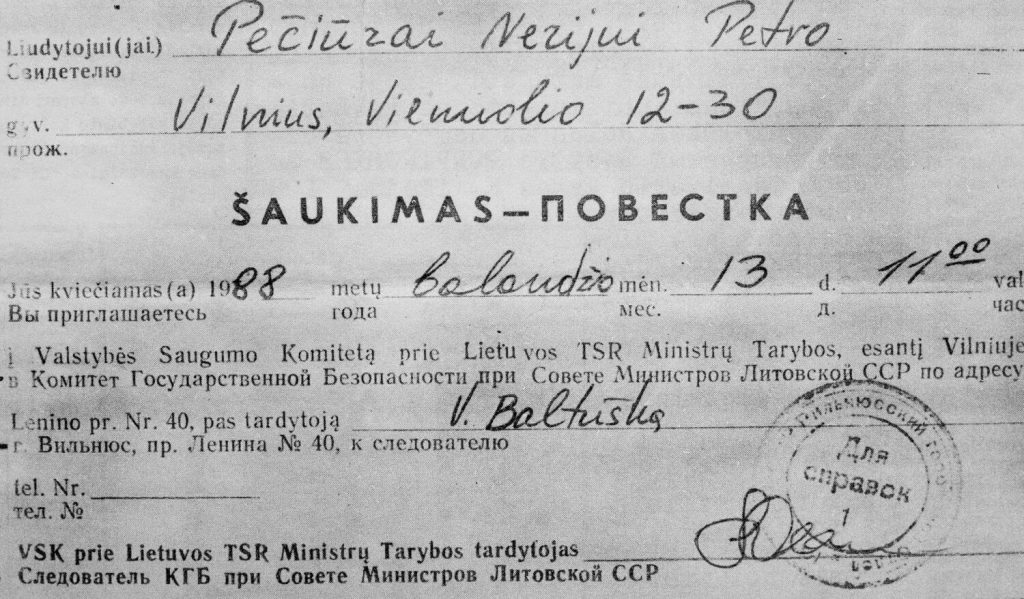 Liudytojui(jai) Pečiūrai Nerijui Petro
Свидетелю
gyv. Vilnius, Vienuolio 12-30
прож.
ŠAUKIMAS–ПОВЕСТКА
Jūs kviečiamas(a) 1988 metų balandžio mėn. 13 d. 11⁰⁰ val
Вы приглашаетесь года мес. д. час
į Valstybės Saugumo Komitetą prie Lietuvos TSR Ministrų Tarybos, esantį Vilniuje
в Комитет Государственной Безопасности при Совете Министров Литовской ССР по адресу
Lenino pr. Nr. 40, pas tardytoją V. Baltušką
г. Вильнюс, пр. Ленина № 40, к следователю
tel. Nr.
тел. №
Для
справок
1
VSK prie Lietuvos TSR Ministrų Tarybos tardytojas
Следователь КГБ при Совете Министров Литовской ССР